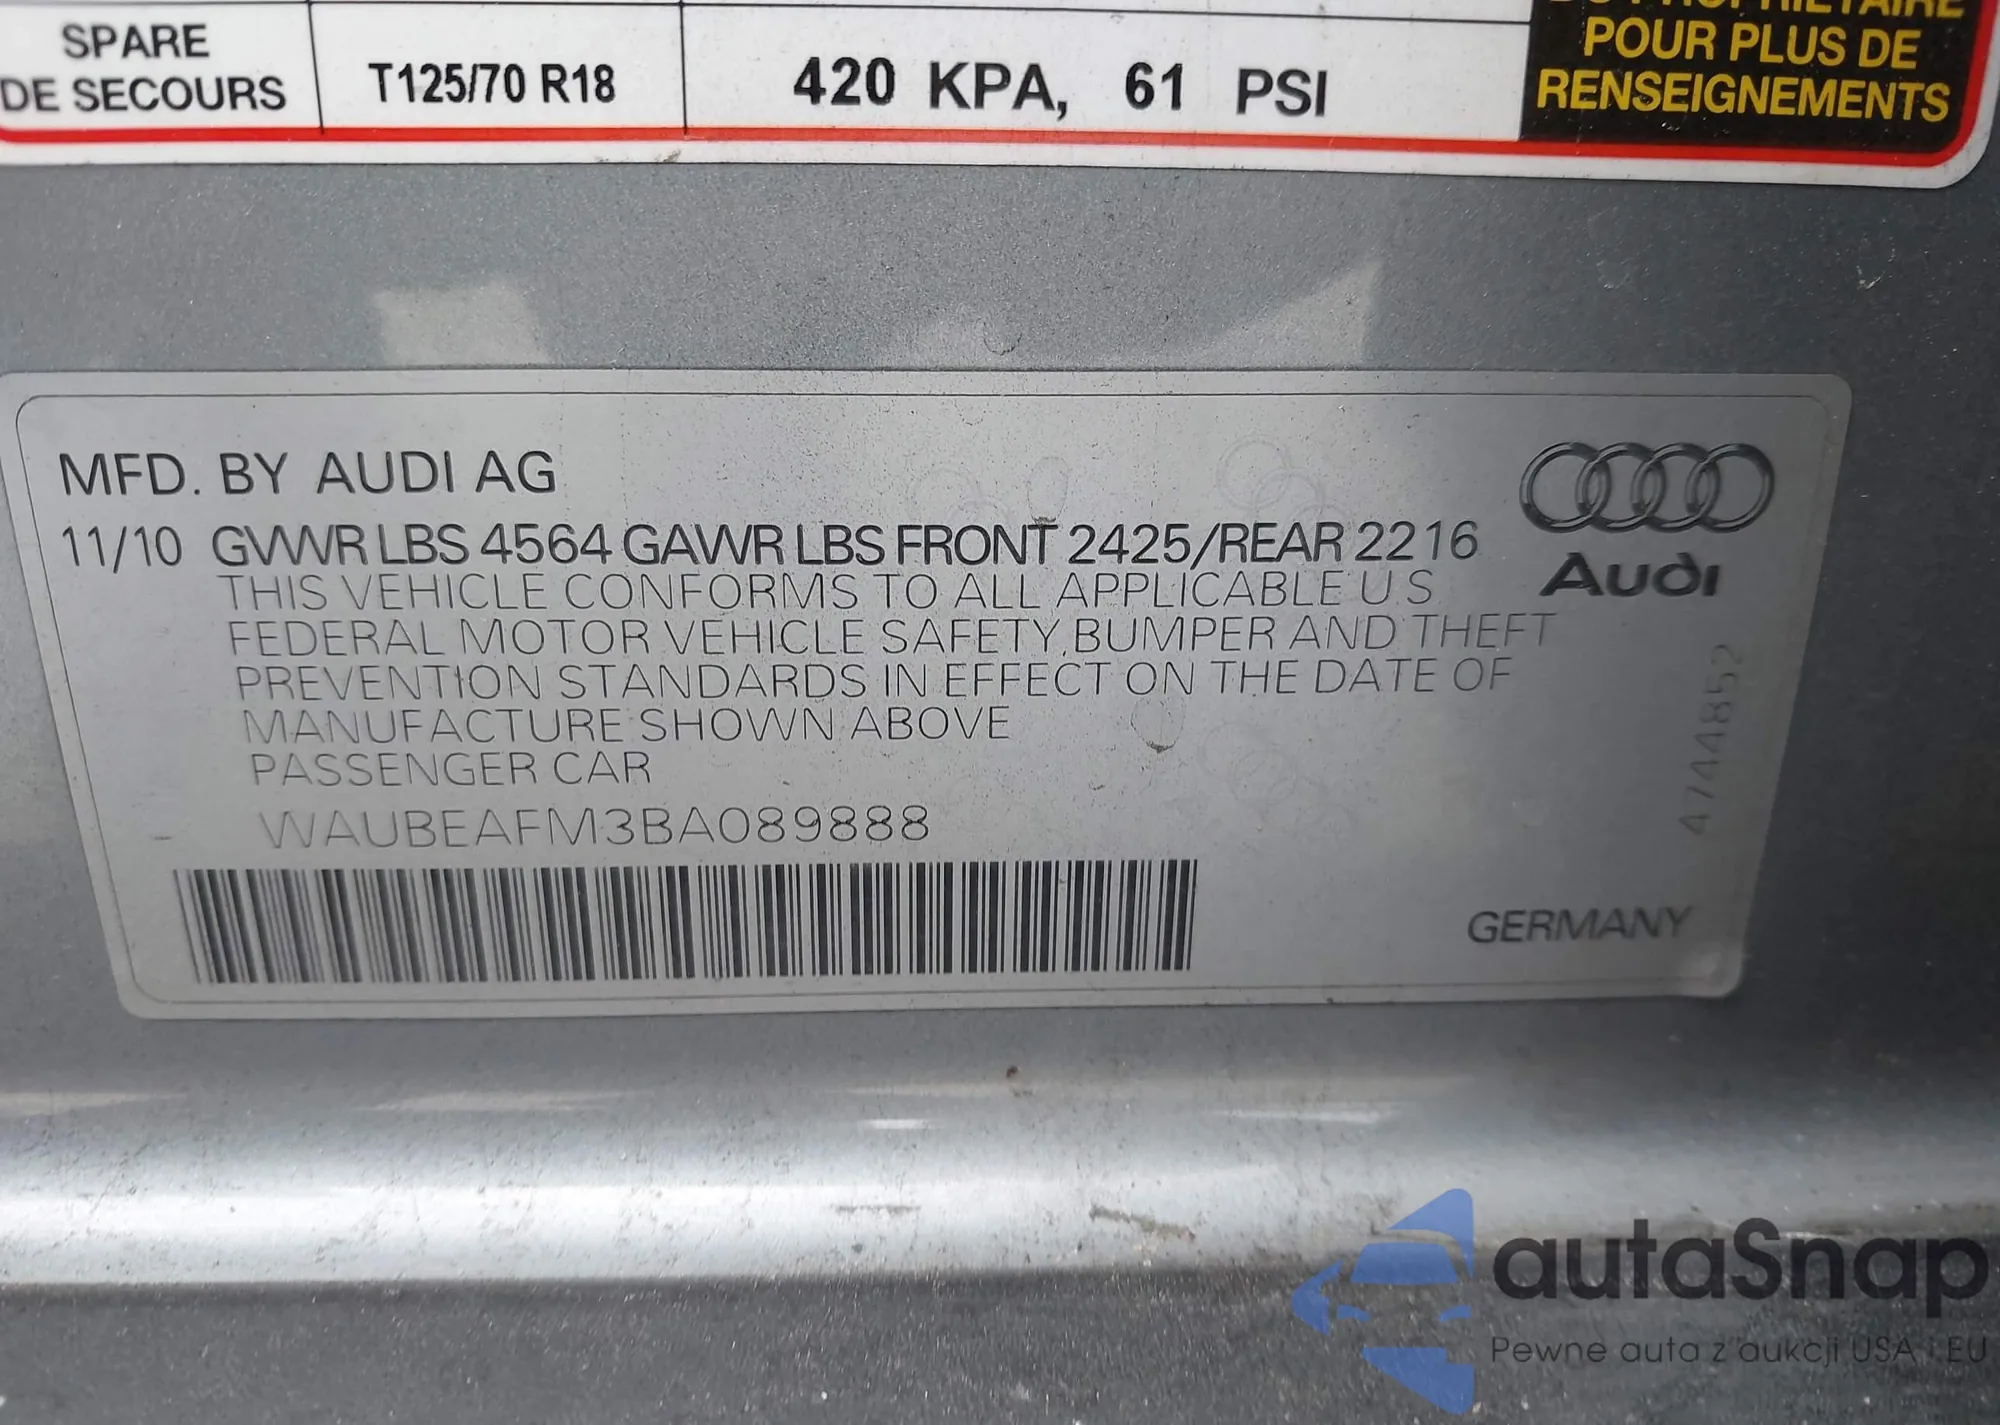 SPARE
DE SECOURS
T125/70 R18
420 KPA, 61 PSI
POUR PLUS DE
RENSEIGNEMENTS
MFD. BY AUDI AG
11/10 GVWR LBS 4564 GAWR LBS FRONT 2425/REAR 2216
THIS VEHICLE CONFORMS TO ALL APPLICABLE U S
FEDERAL MOTOR VEHICLE SAFETY, BUMPER AND THEFT
PREVENTION STANDARDS IN EFFECT ON THE DATE OF
MANUFACTURE SHOWN ABOVE
PASSENGER CAR
WAUBEAFM3BA089888
Audi
47448852
GERMANY
autaSnap
Pewne auta z aukcji USA i EU